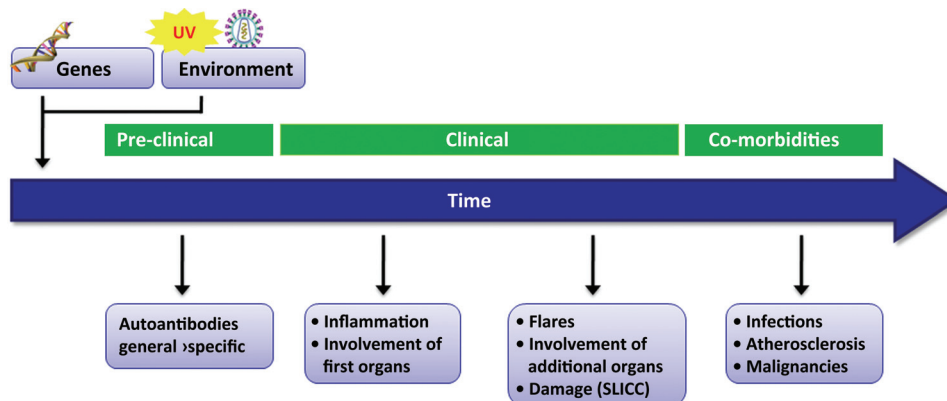 UV
Genes
Environment
Pre-clinical
Clinical
Co-morbidities
Time
Autoantibodies
general ›specific
• Inflammation
• Involvement of
first organs
• Flares
• Involvement of
additional organs
• Damage (SLICC)
• Infections
• Atherosclerosis
• Malignancies